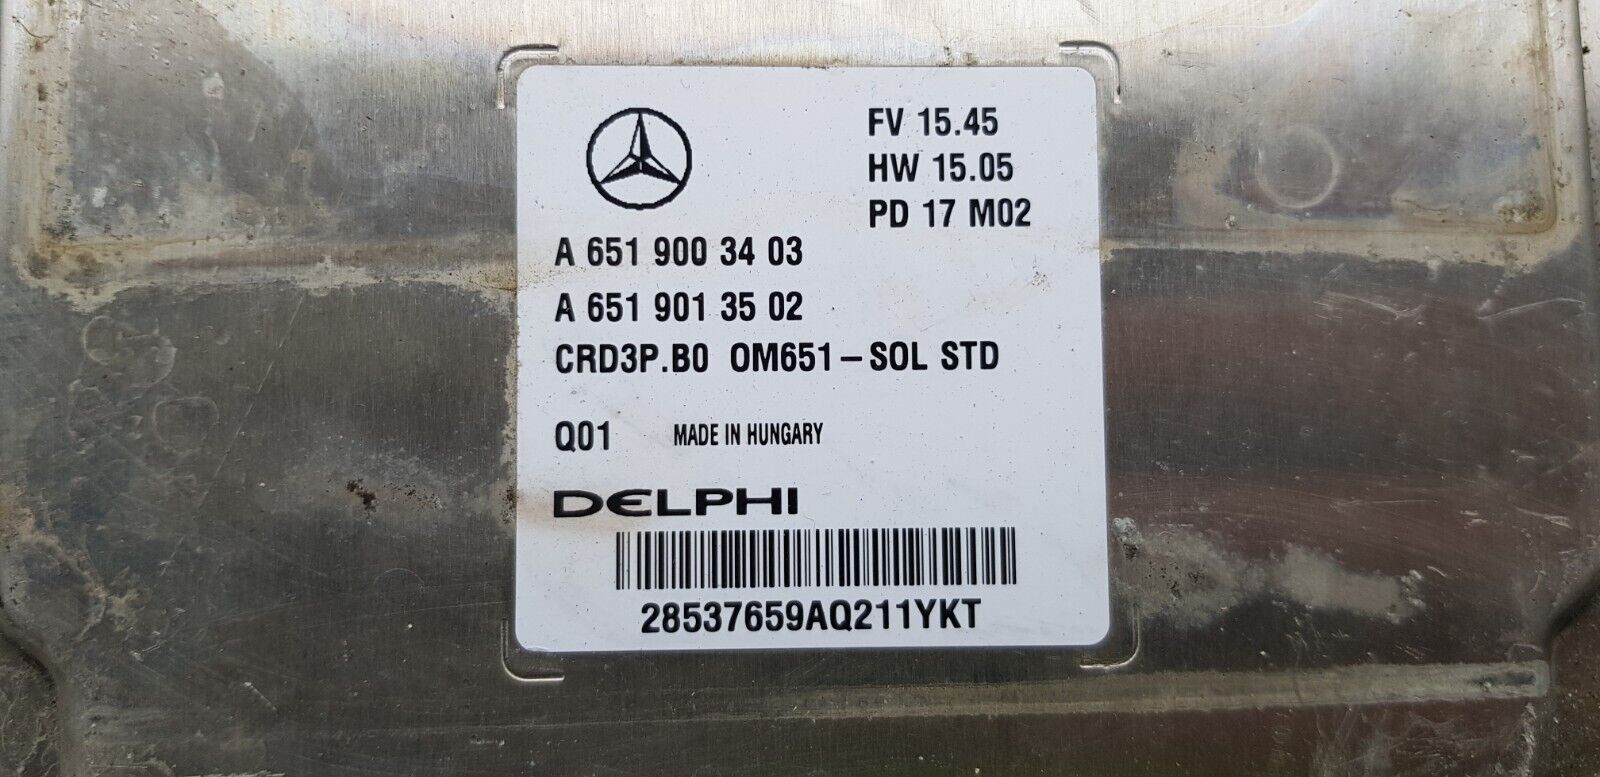 FV 15.45
HW 15.05
PD 17 M02
A 651 900 34 03
A 651 901 35 02
CRD3P.B0 OM651-SOL STD
Q01 MADE IN HUNGARY
DELPHI
28537659AQ211YKT